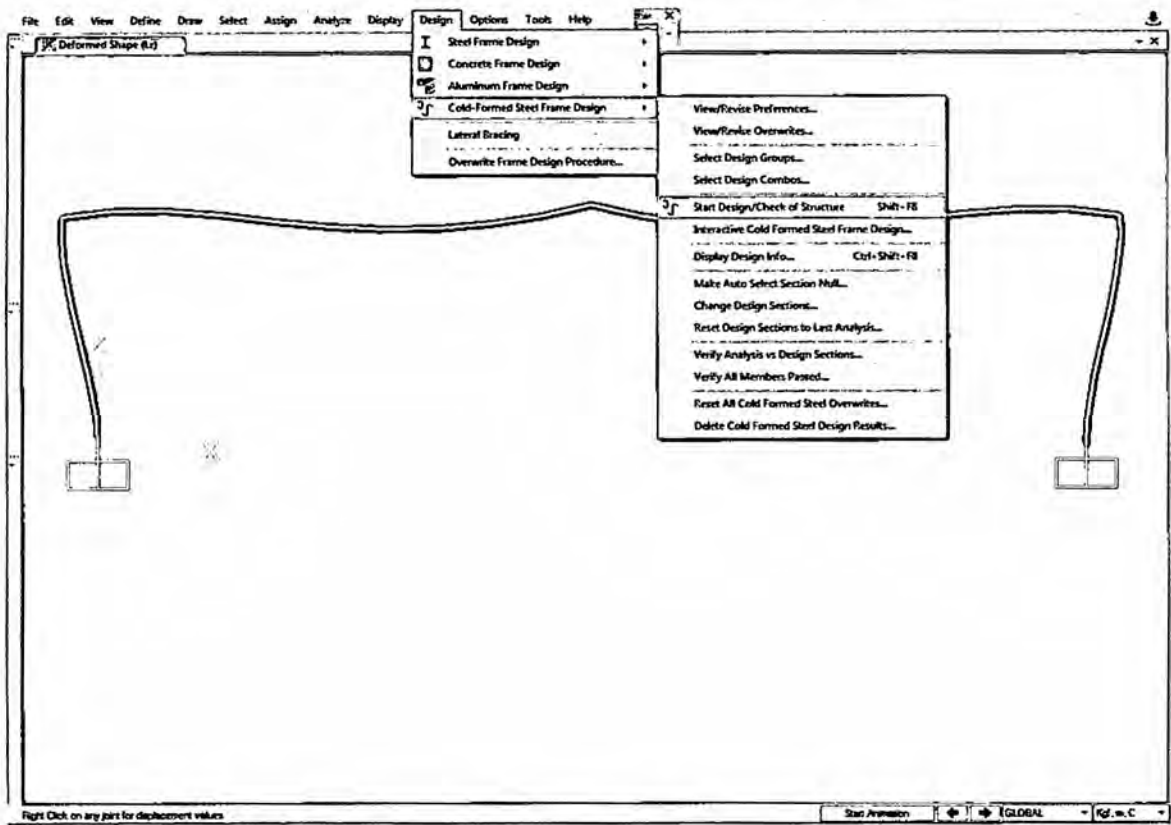 File Edit View Define Draw Select Assign Analyze Display Design Options Tools Help
Deformed Shape (Lr)
Steel Frame Design
Concrete Frame Design
Aluminum Frame Design
Cold-Formed Steel Frame Design
Lateral Bracing
Overwrite Frame Design Procedure...
View/Revise Preferences...
View/Revise Overwrites...
Select Design Groups...
Select Design Combos...
Start Design/Check of Structure Shift-F8
Interactive Cold Formed Steel Frame Design...
Display Design Info... Ctrl-Shift-F8
Make Auto Select Section Null...
Change Design Sections...
Reset Design Sections to Last Analysis...
Verify Analysis vs Design Sections...
Verify All Members Passed...
Reset All Cold Formed Steel Overwrites...
Delete Cold Formed Steel Design Results...
Right Click on any joint for displacement values
Start Animation GLOBAL Kgf, m, C